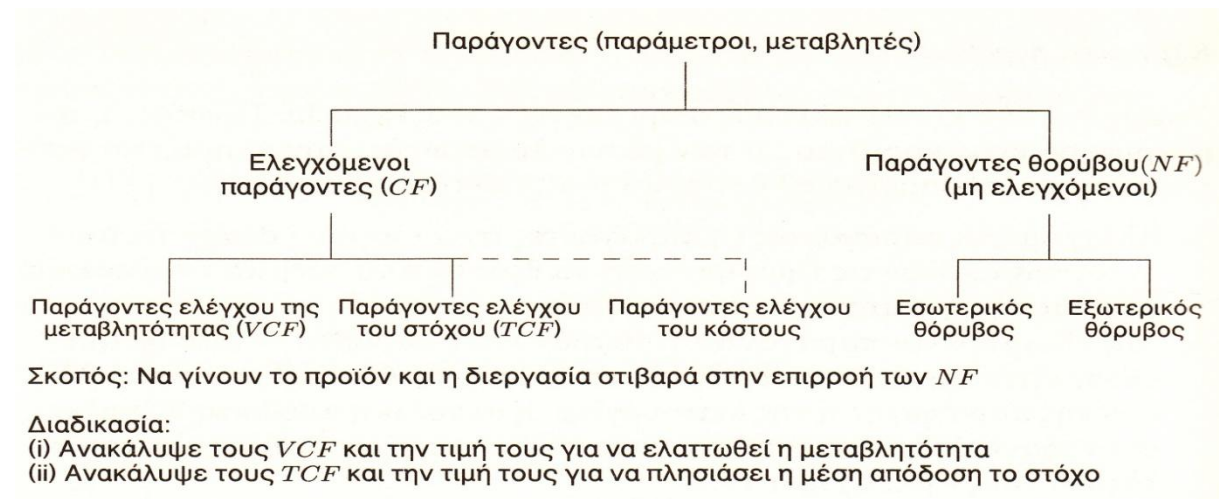 Παράγοντες (παράμετροι, μεταβλητές)
Ελεγχόμενοι
παράγοντες (CF)
Παράγοντες θορύβου(NF)
(μη ελεγχόμενοι)
Παράγοντες ελέγχου της
μεταβλητότητας (VCF)
Παράγοντες ελέγχου
του στόχου (TCF)
Παράγοντες ελέγχου
του κόστους
Εσωτερικός
θόρυβος
Εξωτερικός
θόρυβος
Σκοπός: Να γίνουν το προϊόν και η διεργασία στιβαρά στην επιρροή των NF
Διαδικασία:
(i) Ανακάλυψε τους VCF και την τιμή τους για να ελαττωθεί η μεταβλητότητα
(ii) Ανακάλυψε τους TCF και την τιμή τους για να πλησιάσει η μέση απόδοση το στόχο